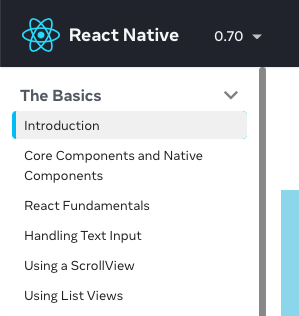 React Native 0.70
The Basics
Introduction
Core Components and Native
Components
React Fundamentals
Handling Text Input
Using a ScrollView
Using List Views